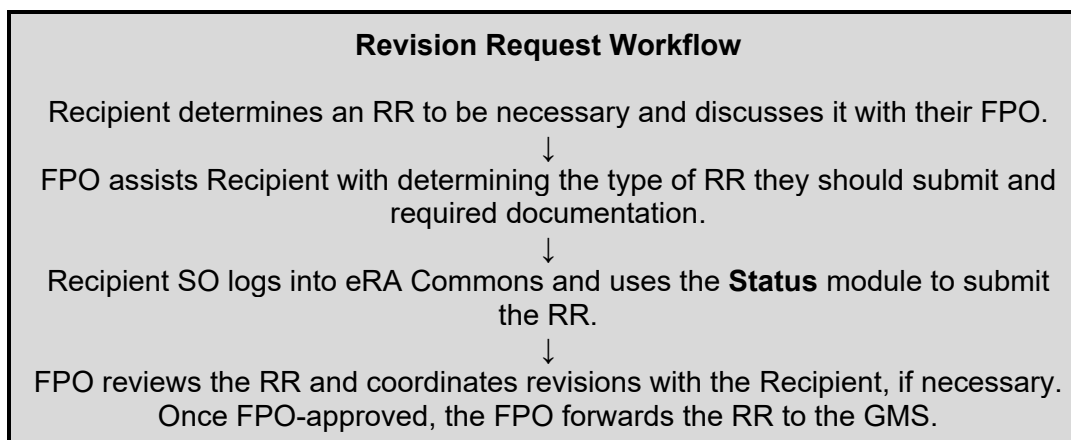 Revision Request Workflow
Recipient determines an RR to be necessary and discusses it with their FPO.
↓
FPO assists Recipient with determining the type of RR they should submit and
required documentation.
↓
Recipient SO logs into eRA Commons and uses the Status module to submit
the RR.
↓
FPO reviews the RR and coordinates revisions with the Recipient, if necessary.
Once FPO-approved, the FPO forwards the RR to the GMS.